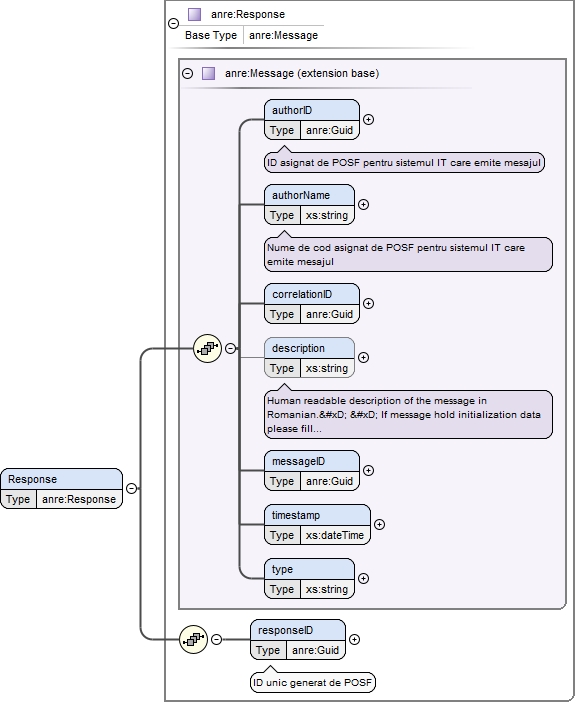 anre:Response
Base Type anre:Message
anre:Message (extension base)
authorID
Type anre:Guid
ID asignat de POSF pentru sistemul IT care emite mesajul
authorName
Type xs:string
Nume de cod asignat de POSF pentru sistemul IT care
emite mesajul
correlationID
Type anre:Guid
description
Type xs:string
Human readable description of the message in
Romanian.&#xD; &#xD; If message hold initialization data
please fill...
messageID
Type anre:Guid
Response
Type anre:Response
timestamp
Type xs:dateTime
type
Type xs:string
responseID
Type anre:Guid
ID unic generat de POSF